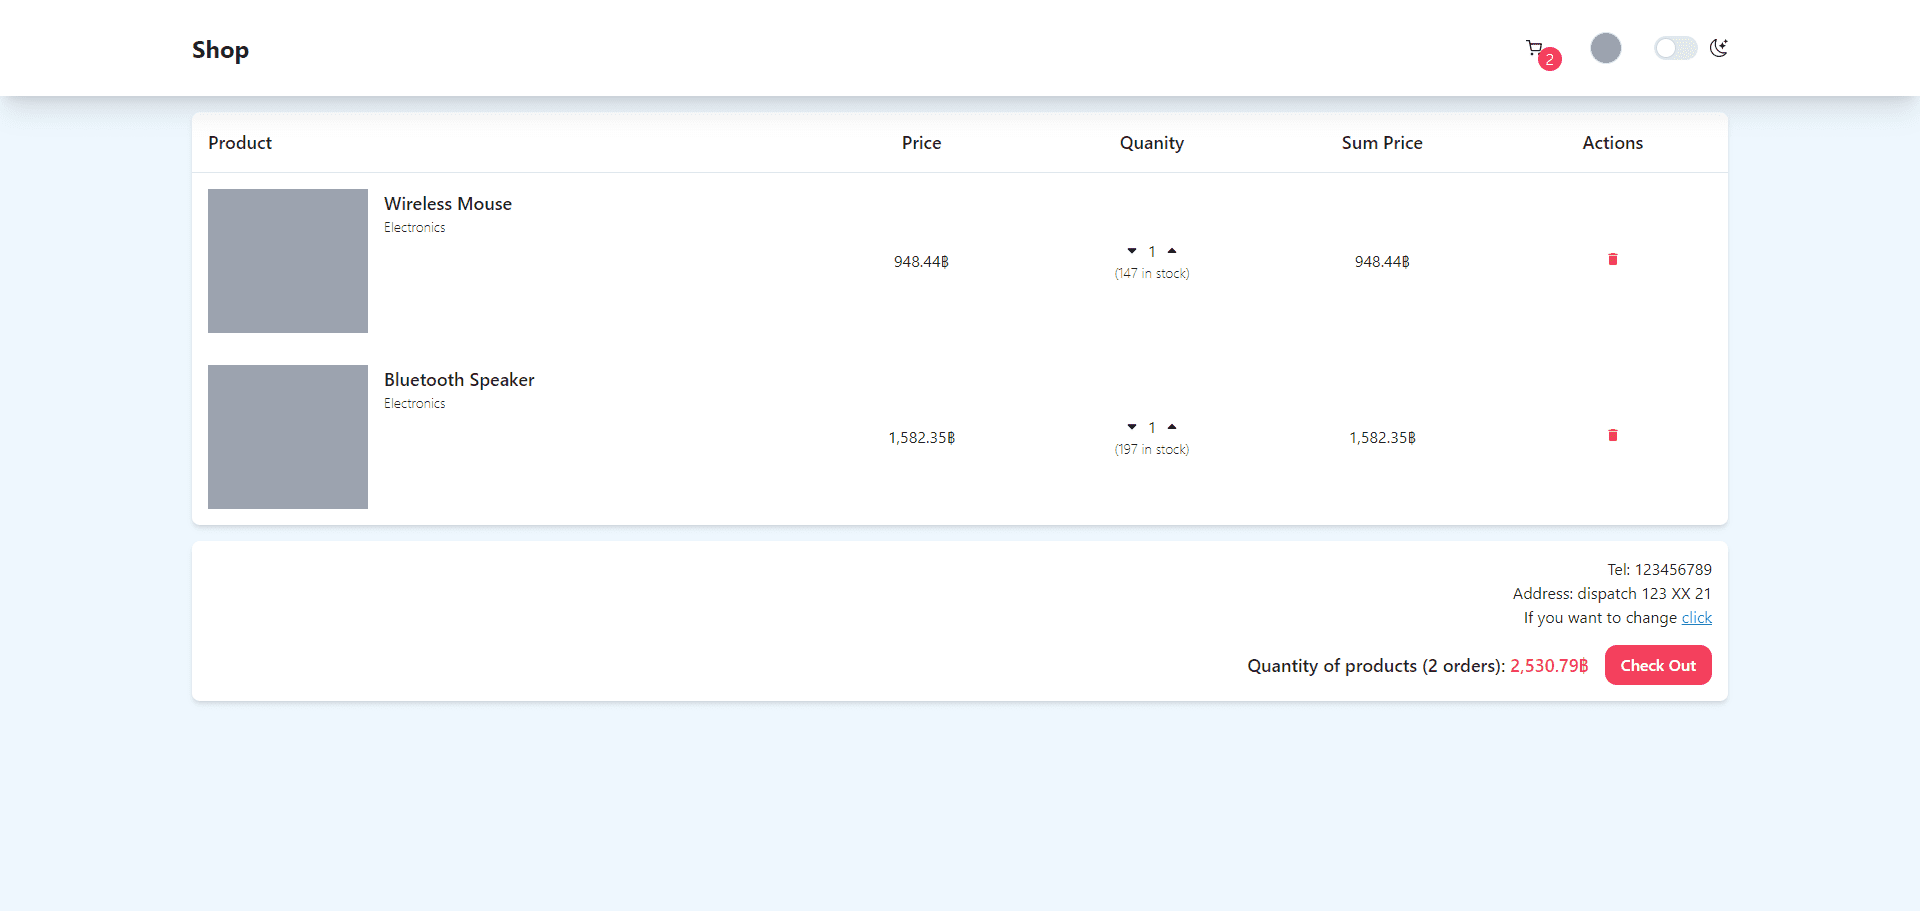 Shop
2
Product Price Quanity Sum Price Actions
Wireless Mouse
Electronics
948.44฿ 1 948.44฿
(147 in stock)
Bluetooth Speaker
Electronics
1,582.35฿ 1 1,582.35฿
(197 in stock)
Tel: 123456789
Address: dispatch 123 XX 21
If you want to change click
Quantity of products (2 orders): 2,530.79฿ Check Out